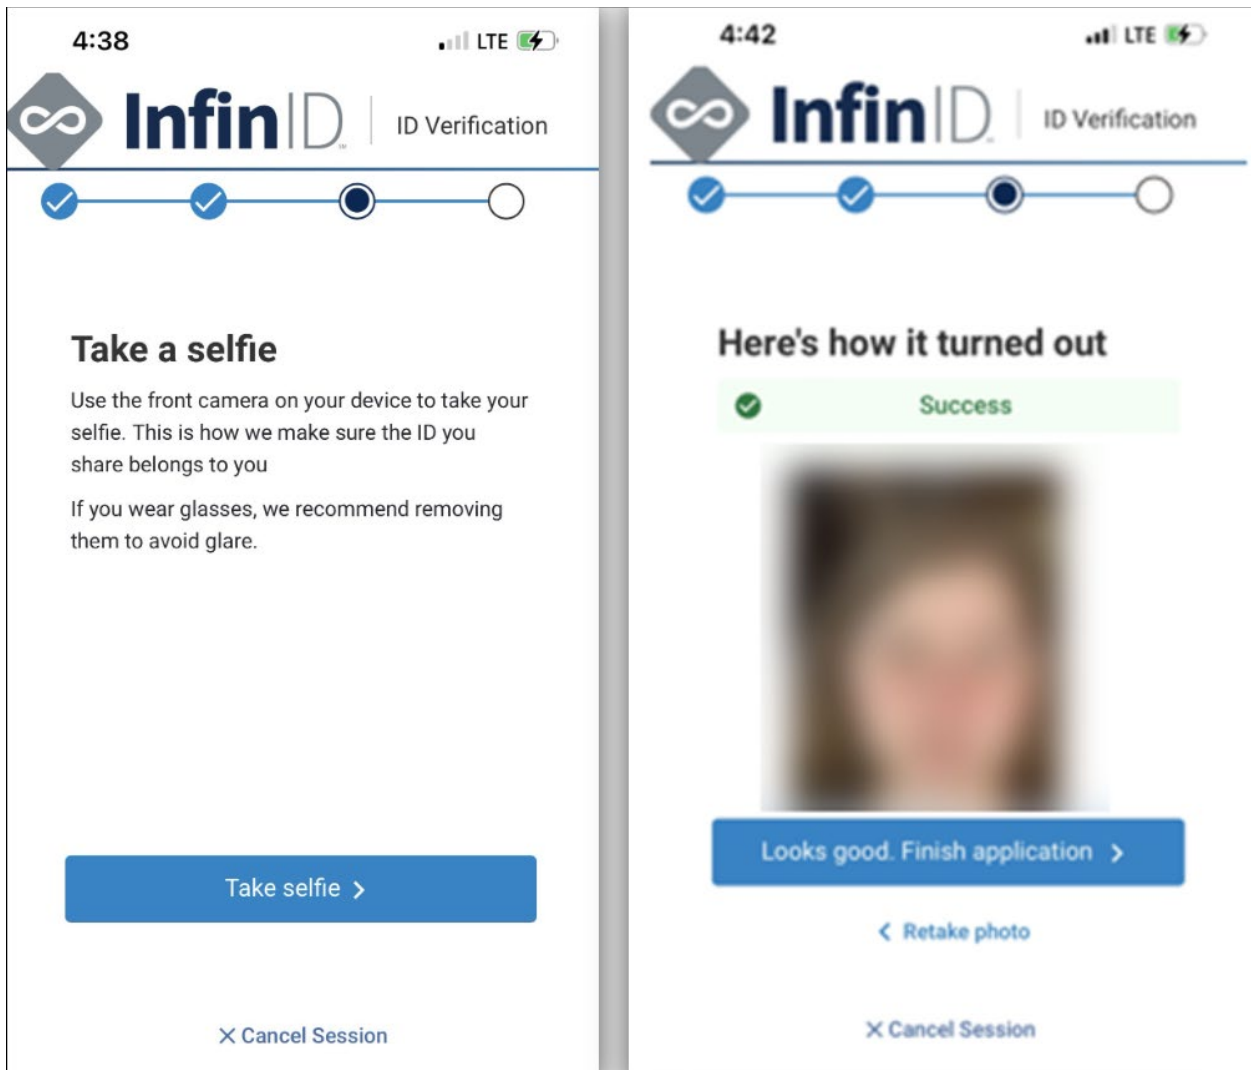 4:38
LTE
InfinID™ ID Verification
Take a selfie
Use the front camera on your device to take your
selfie. This is how we make sure the ID you
share belongs to you
If you wear glasses, we recommend removing
them to avoid glare.
Take selfie >
× Cancel Session
4:42
LTE
InfinID ID Verification
Here's how it turned out
Success
Looks good. Finish application >
< Retake photo
× Cancel Session